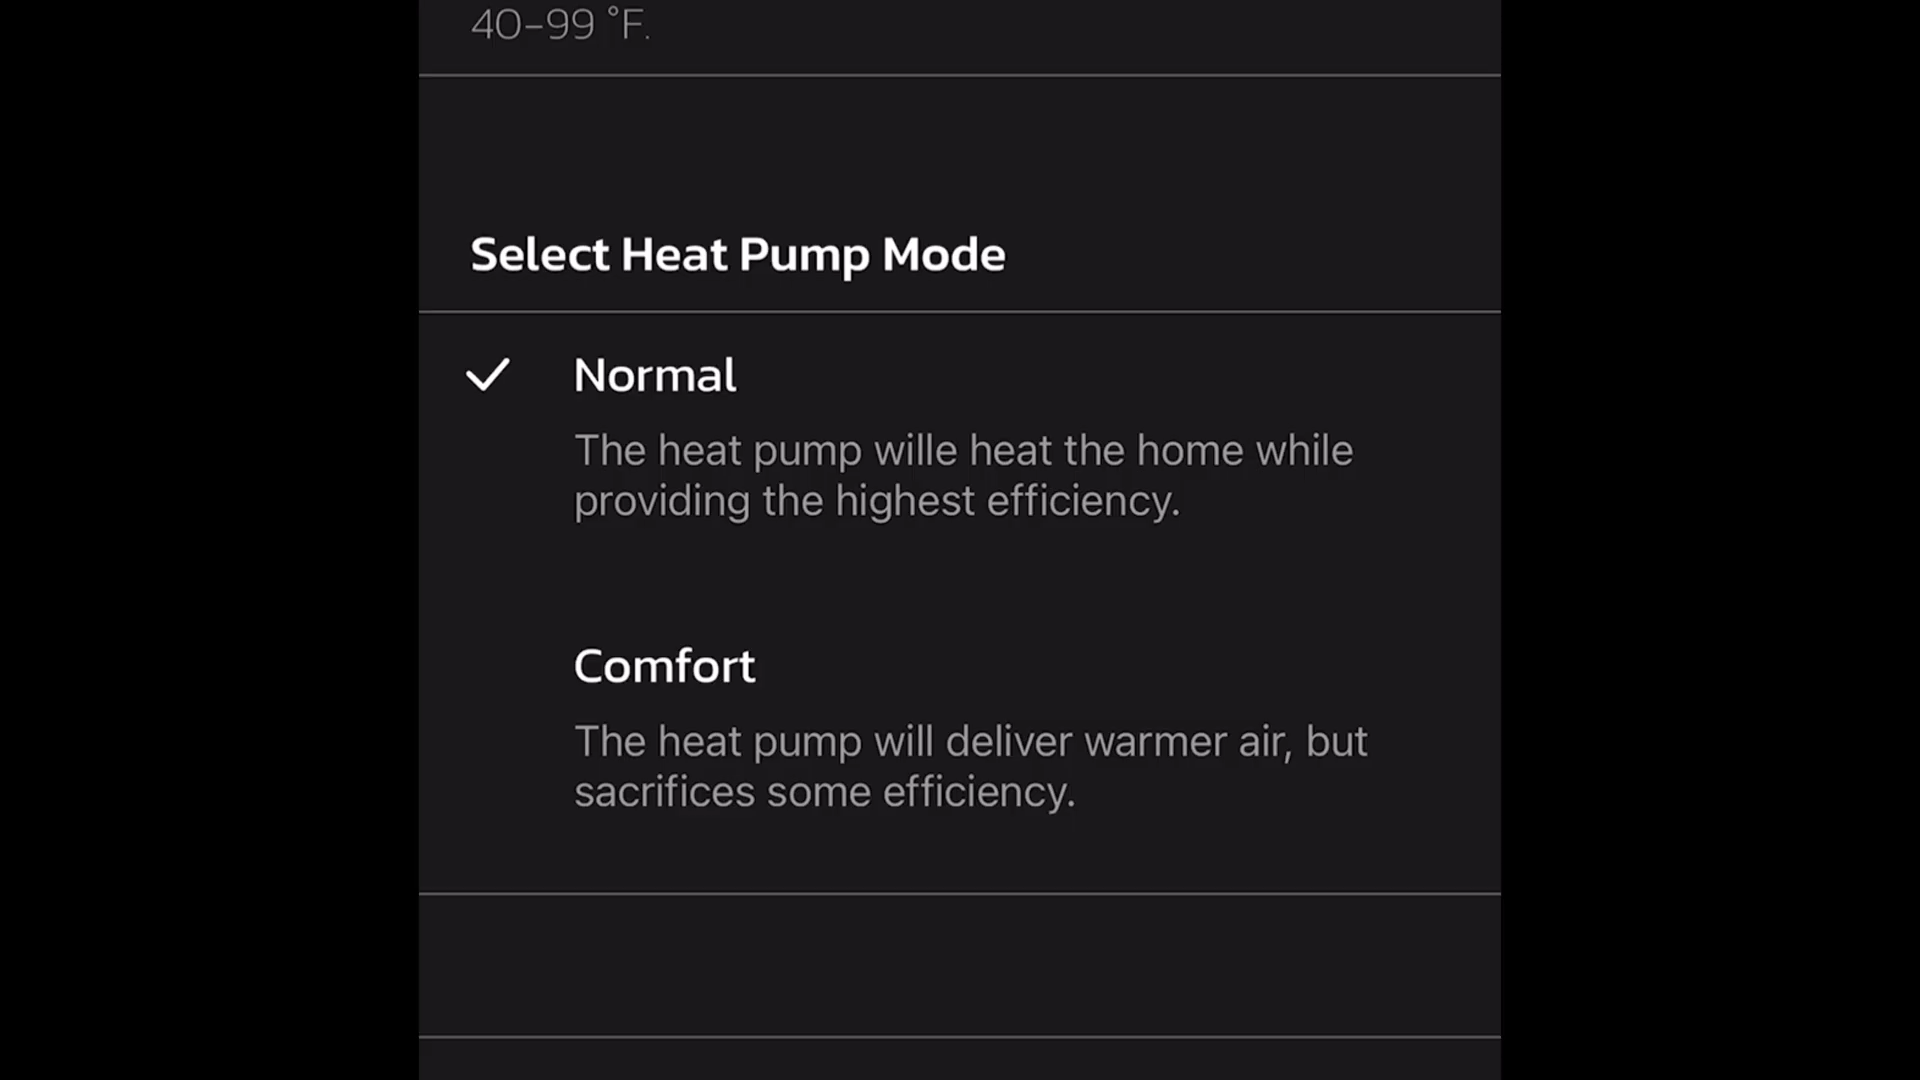 40–99 °F.
Select Heat Pump Mode
Normal
The heat pump wille heat the home while
providing the highest efficiency.
Comfort
The heat pump will deliver warmer air, but
sacrifices some efficiency.